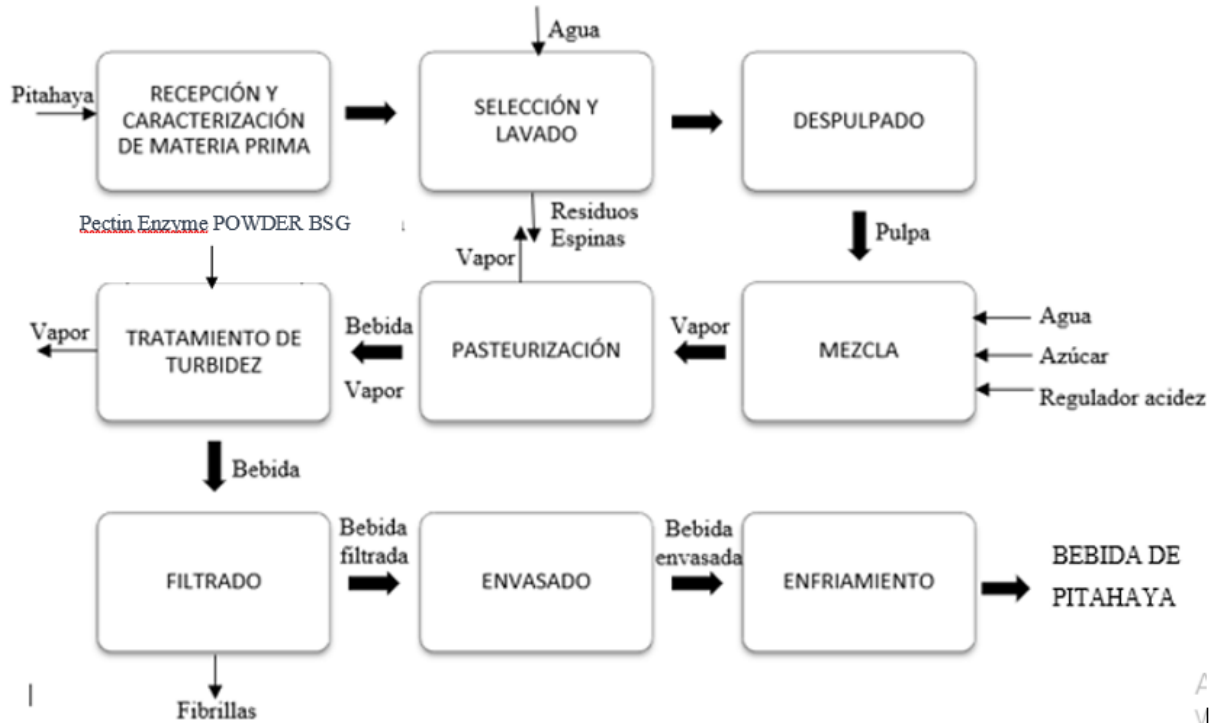 Agua
Pitahaya
RECEPCIÓN Y
CARACTERIZACIÓN
DE MATERIA PRIMA
SELECCIÓN Y
LAVADO
DESPULPADO
Pectin Enzyme POWDER BSG
Residuos
Espinas
Pulpa
Vapor
Vapor
TRATAMIENTO DE
TURBIDEZ
Bebida
Vapor
PASTEURIZACIÓN
Vapor
MEZCLA
Agua
Azúcar
Regulador acidez
Bebida
FILTRADO
Bebida
filtrada
ENVASADO
Bebida
envasada
ENFRIAMIENTO
BEBIDA DE
PITAHAYA
Fibrillas